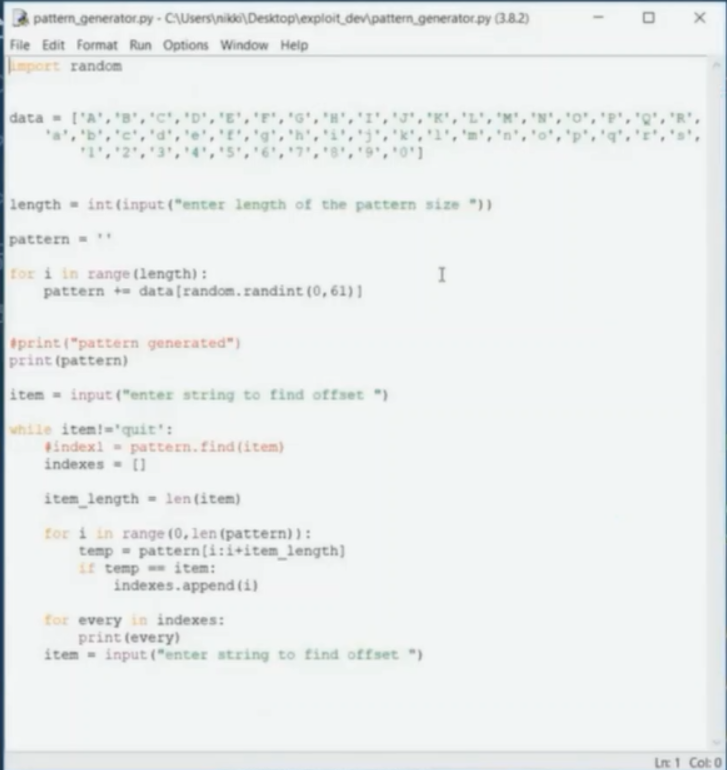 pattern_generator.py - C:\Users\nikki\Desktop\exploit_dev\pattern_generator.py (3.8.2)
File Edit Format Run Options Window Help
import random
data = ['A','B','C','D','E','F','G','H','I','J','K','L','M','N','O','P','Q','R',
'a','b','c','d','e','f','g','h','i','j','k','l','m','n','o','p','q','r','s',
'1','2','3','4','5','6','7','8','9','0']
length = int(input("enter length of the pattern size "))
pattern = ''
for i in range(length):
    pattern += data[random.randint(0,61)]
#print("pattern generated")
print(pattern)
item = input("enter string to find offset ")
while item!='quit':
    #index1 = pattern.find(item)
    indexes = []
    item_length = len(item)
    for i in range(0,len(pattern)):
        temp = pattern[i:i+item_length]
        if temp == item:
            indexes.append(i)
    for every in indexes:
        print(every)
    item = input("enter string to find offset ")
Ln: 1 Col: 0